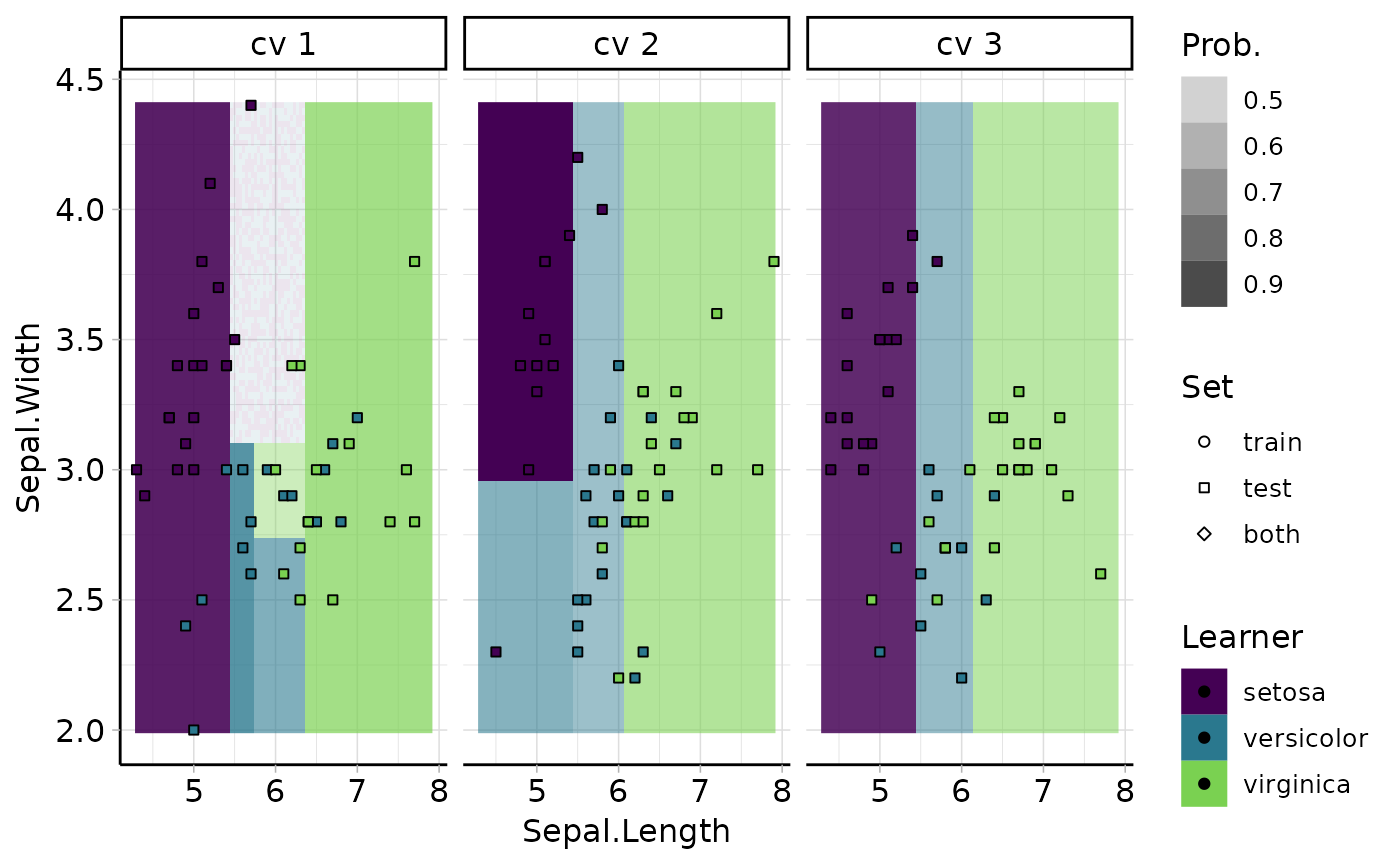 cv 1
cv 2
cv 3
4.5
4.0
3.5
3.0
2.5
2.0
Sepal.Width
5 6 7 8
5 6 7 8
5 6 7 8
Sepal.Length
Prob.
0.5
0.6
0.7
0.8
0.9
Set
train
test
both
Learner
setosa
versicolor
virginica